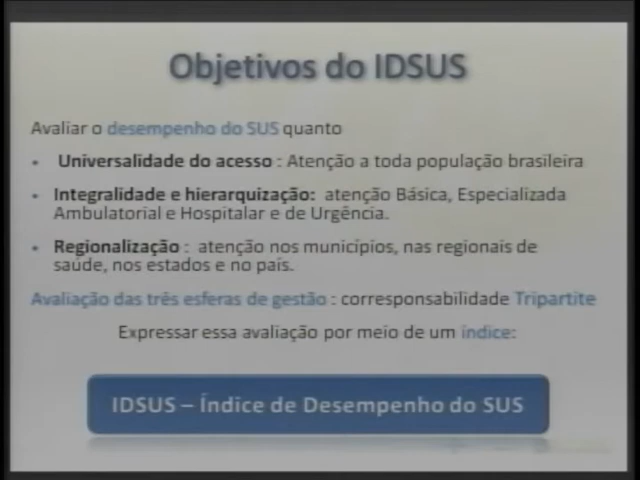 Objetivos do IDSUS
Avaliar o desempenho do SUS quanto
• Universalidade do acesso : Atenção a toda população brasileira
• Integralidade e hierarquização: atenção Básica, Especializada
Ambulatorial e Hospitalar e de Urgência.
• Regionalização : atenção nos municípios, nas regionais de
saúde, nos estados e no país.
Avaliação das três esferas de gestão : corresponsabilidade Tripartite
Expressar essa avaliação por meio de um índice:
IDSUS – Índice de Desempenho do SUS